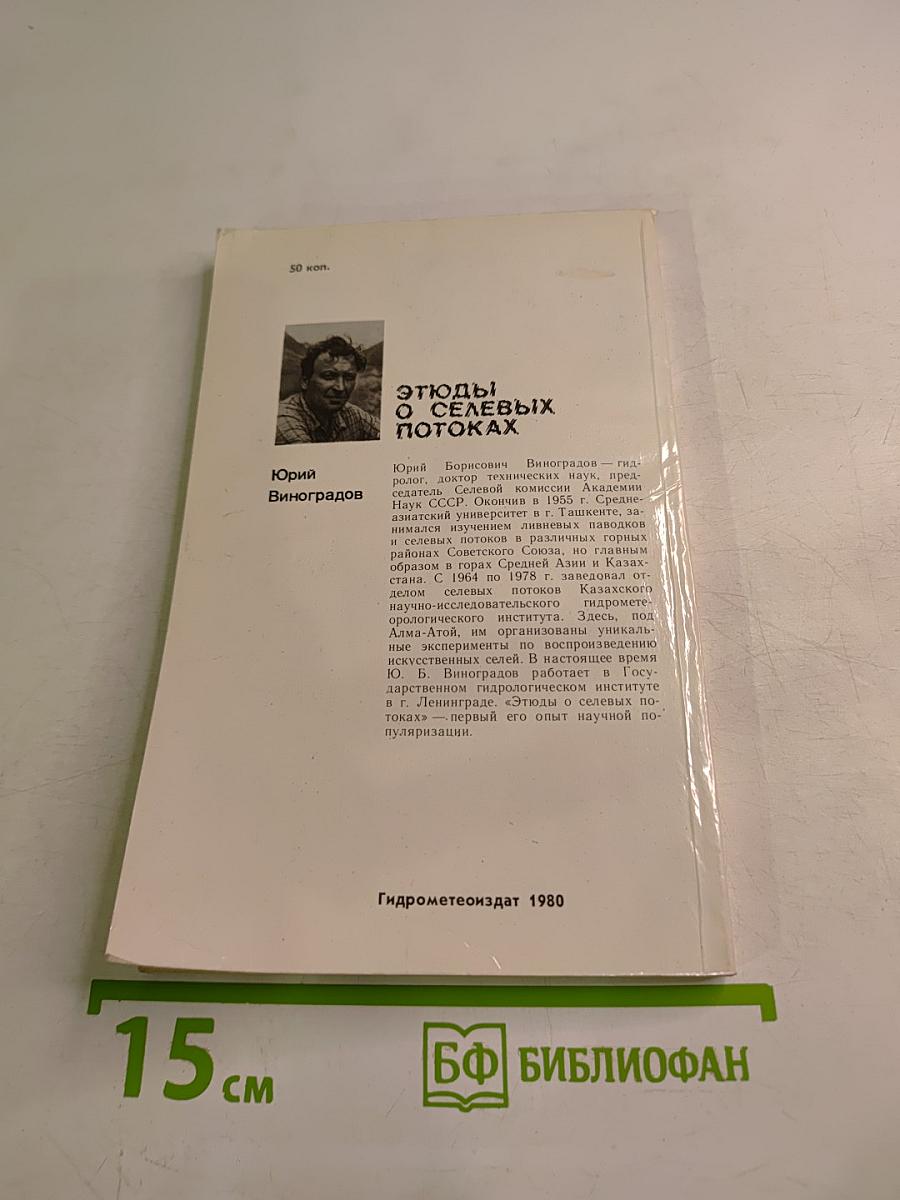 50 коп.
ЭТЮДЫ
О СЕЛЕВЫХ
ПОТОКАХ
Юрий
Виноградов
Юрий Борисович Виноградов — гид-
ролог, доктор технических наук, пред-
седатель Селевой комиссии Академии
Наук СССР. Окончив в 1955 г. Средне-
азиатский университет в г. Ташкенте, за-
нимался изучением ливневых паводков
и селевых потоков в различных горных
районах Советского Союза, но главным
образом в горах Средней Азии и Казах-
стана. С 1964 по 1978 г. заведовал от-
делом селевых потоков Казахского
научно-исследовательского гидромете-
орологического института. Здесь, под
Алма-Атой, им организованы уникаль-
ные эксперименты по воспроизведению
искусственных селей. В настоящее время
Ю. Б. Виноградов работает в Госу-
дарственном гидрологическом институте
в г. Ленинграде. «Этюды о селевых по-
токах» — первый его опыт научной по-
пуляризации.
Гидрометеоиздат 1980
15 см
БФ БИБЛИОФАН